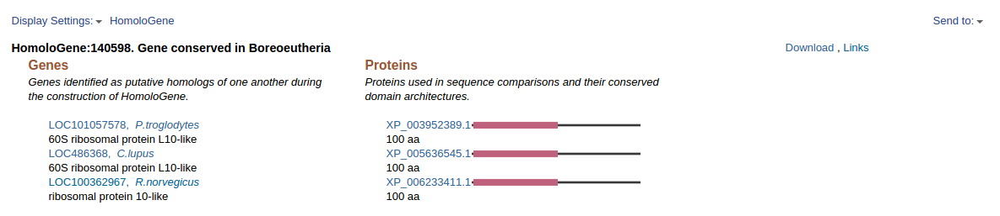 Display Settings: HomoloGene Send to:
HomoloGene:140598. Gene conserved in Boreoeutheria Download , Links
Genes
Genes identified as putative homologs of one another during
the construction of HomoloGene.
Proteins
Proteins used in sequence comparisons and their conserved
domain architectures.
LOC101057578, P.troglodytes XP_003952389.1
60S ribosomal protein L10-like 100 aa
LOC486368, C.lupus XP_005636545.1
60S ribosomal protein L10-like 100 aa
LOC100362967, R.norvegicus XP_006233411.1
ribosomal protein 10-like 100 aa